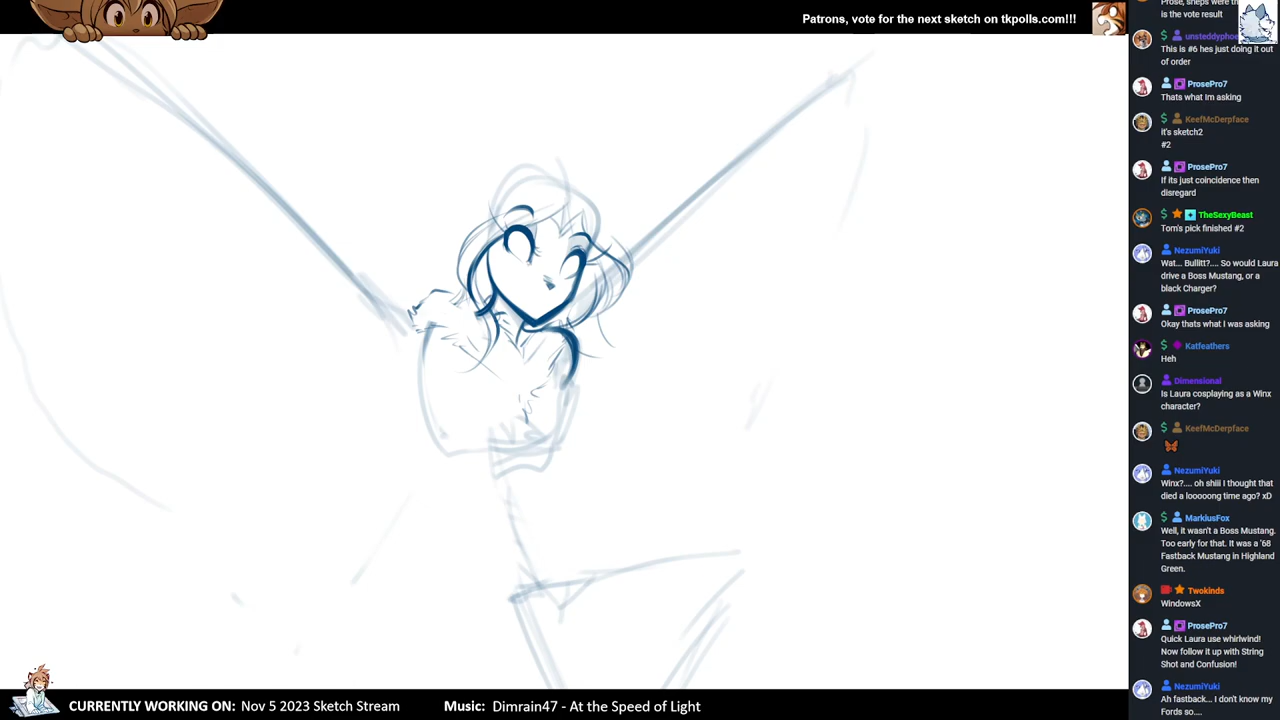 Patrons, vote for the next sketch on tkpolls.com!!!
Prose, sneps were th
is the vote result
unsteddyphoe
This is #6 hes just doing it out
of order
ProsePro7
Thats what Im asking
KeefMcDerpface
it's sketch2
#2
ProsePro7
If its just coincidence then
disregard
TheSexyBeast
Tom's pick finished #2
NezumiYuki
Wat... Bullitt?.... So would Laura
drive a Boss Mustang, or a
black Charger?
ProsePro7
Okay thats what I was asking
Katfeathers
Heh
Dimensional
Is Laura cosplaying as a Winx
character?
KeefMcDerpface
NezumiYuki
Winx?.... oh shiii I thought that
died a looooong time ago? xD
MarkiusFox
Well, it wasn't a Boss Mustang.
Too early for that. It was a '68
Fastback Mustang in Highland
Green.
Twokinds
WindowsX
ProsePro7
Quick Laura use whirlwind!
Now follow it up with String
Shot and Confusion!
NezumiYuki
Ah fastback... I don't know my
Fords so....
CURRENTLY WORKING ON: Nov 5 2023 Sketch Stream
Music: Dimrain47 - At the Speed of Light